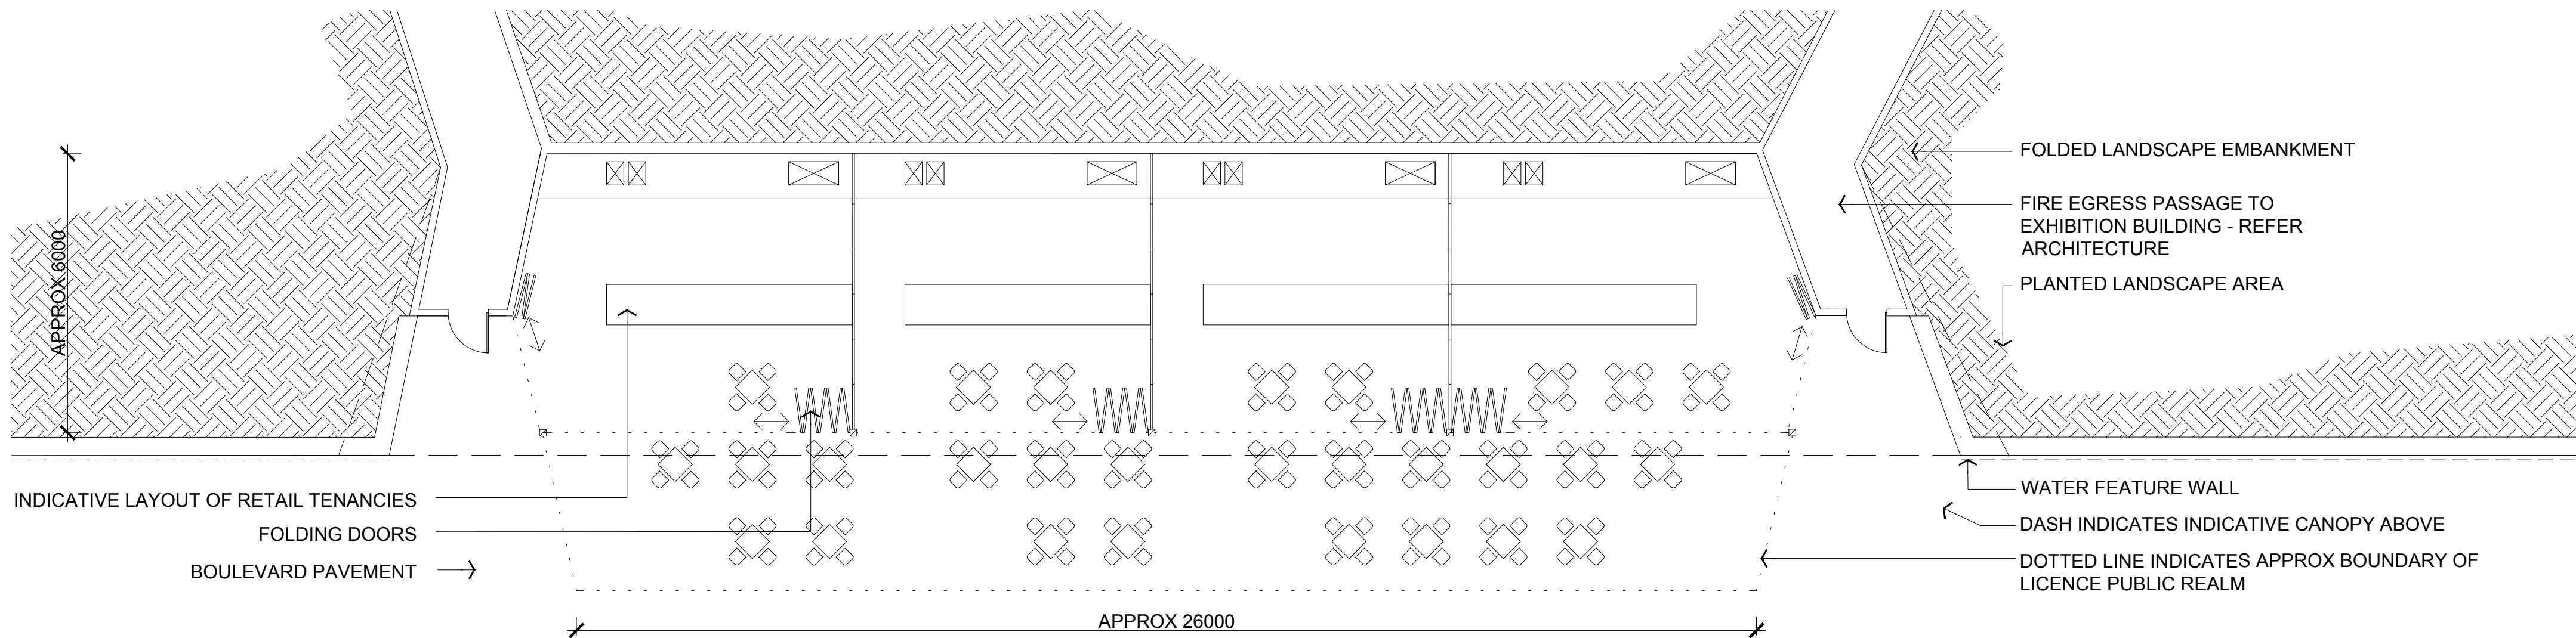 APPROX 6000
INDICATIVE LAYOUT OF RETAIL TENANCIES
FOLDING DOORS
BOULEVARD PAVEMENT
APPROX 26000
FOLDED LANDSCAPE EMBANKMENT
FIRE EGRESS PASSAGE TO
EXHIBITION BUILDING - REFER
ARCHITECTURE
PLANTED LANDSCAPE AREA
WATER FEATURE WALL
DASH INDICATES INDICATIVE CANOPY ABOVE
DOTTED LINE INDICATES APPROX BOUNDARY OF
LICENCE PUBLIC REALM